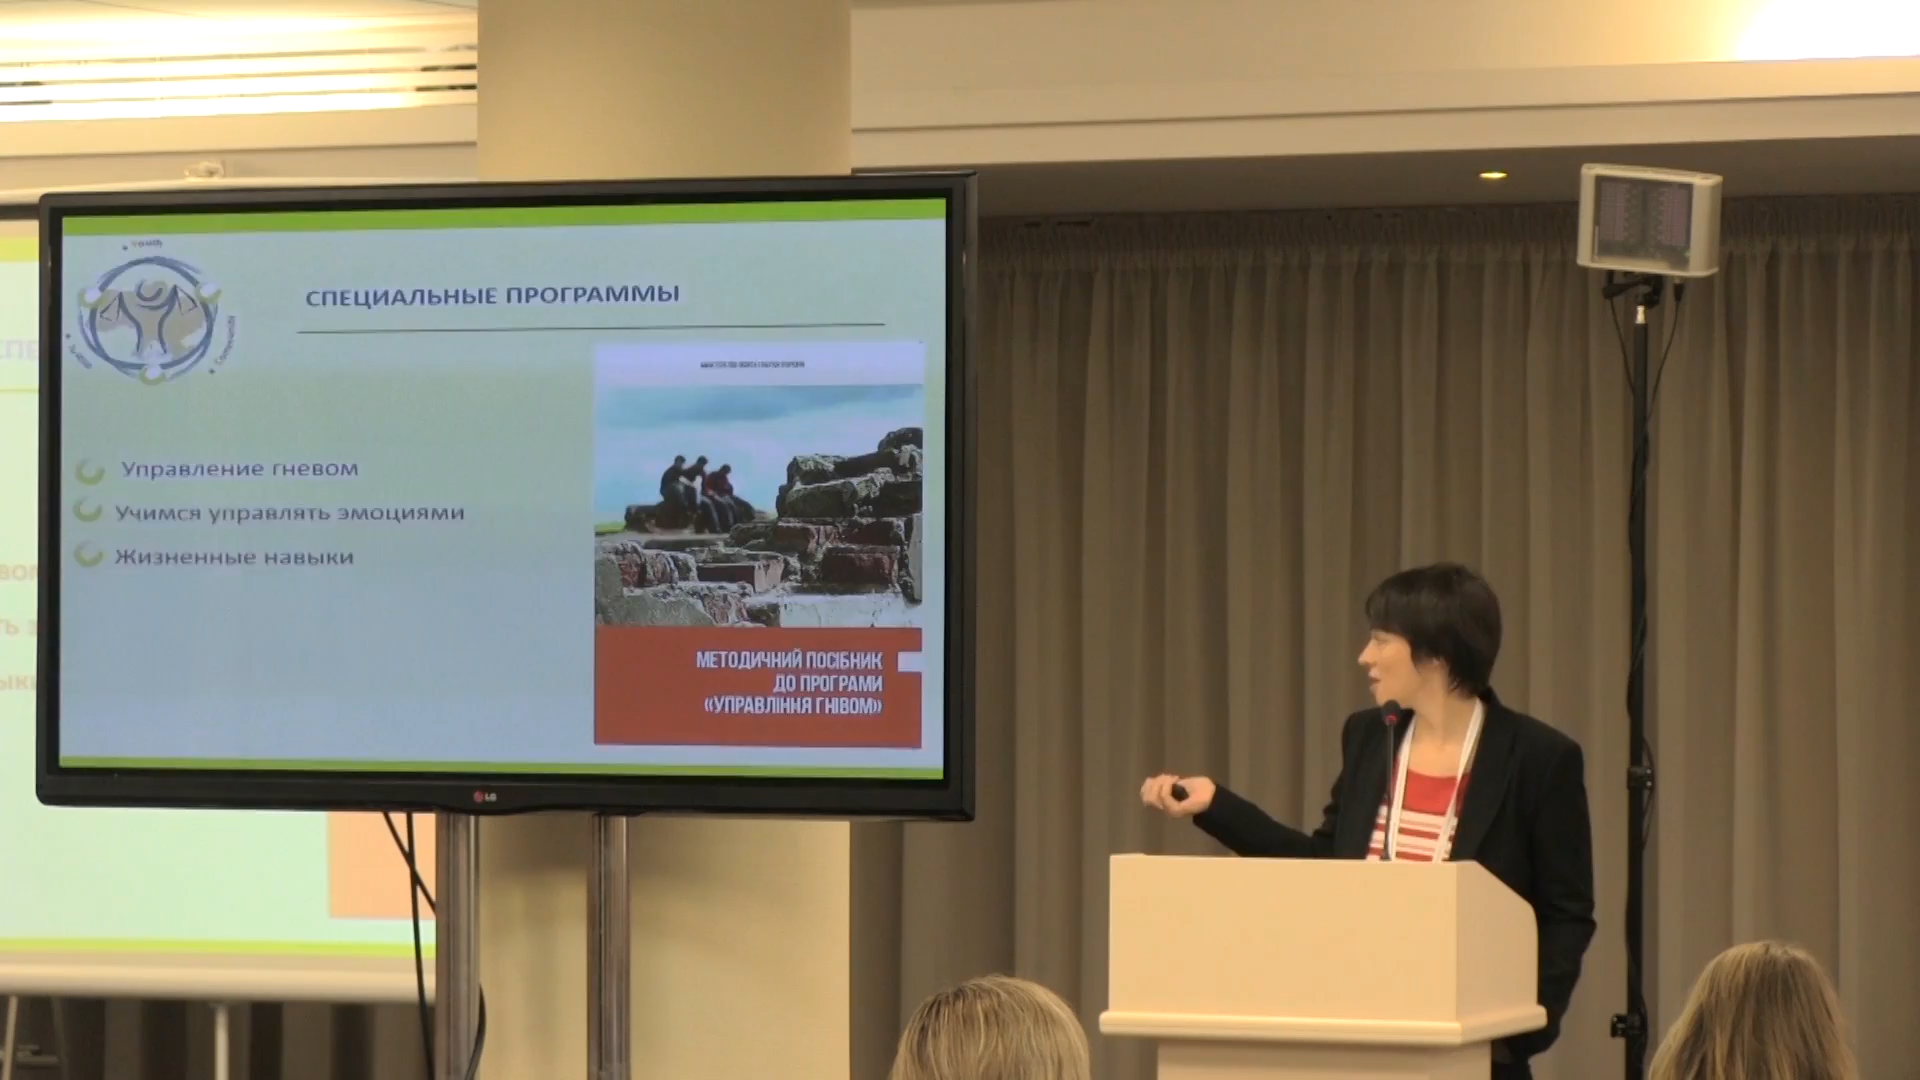 СПЕЦИАЛЬНЫЕ ПРОГРАММЫ
Управление гневом
Учимся управлять эмоциями
Жизненные навыки
МЕТОДИЧНИЙ ПОСІБНИК
ДО ПРОГРАМИ
«УПРАВЛІННЯ ГНІВОМ»
LG